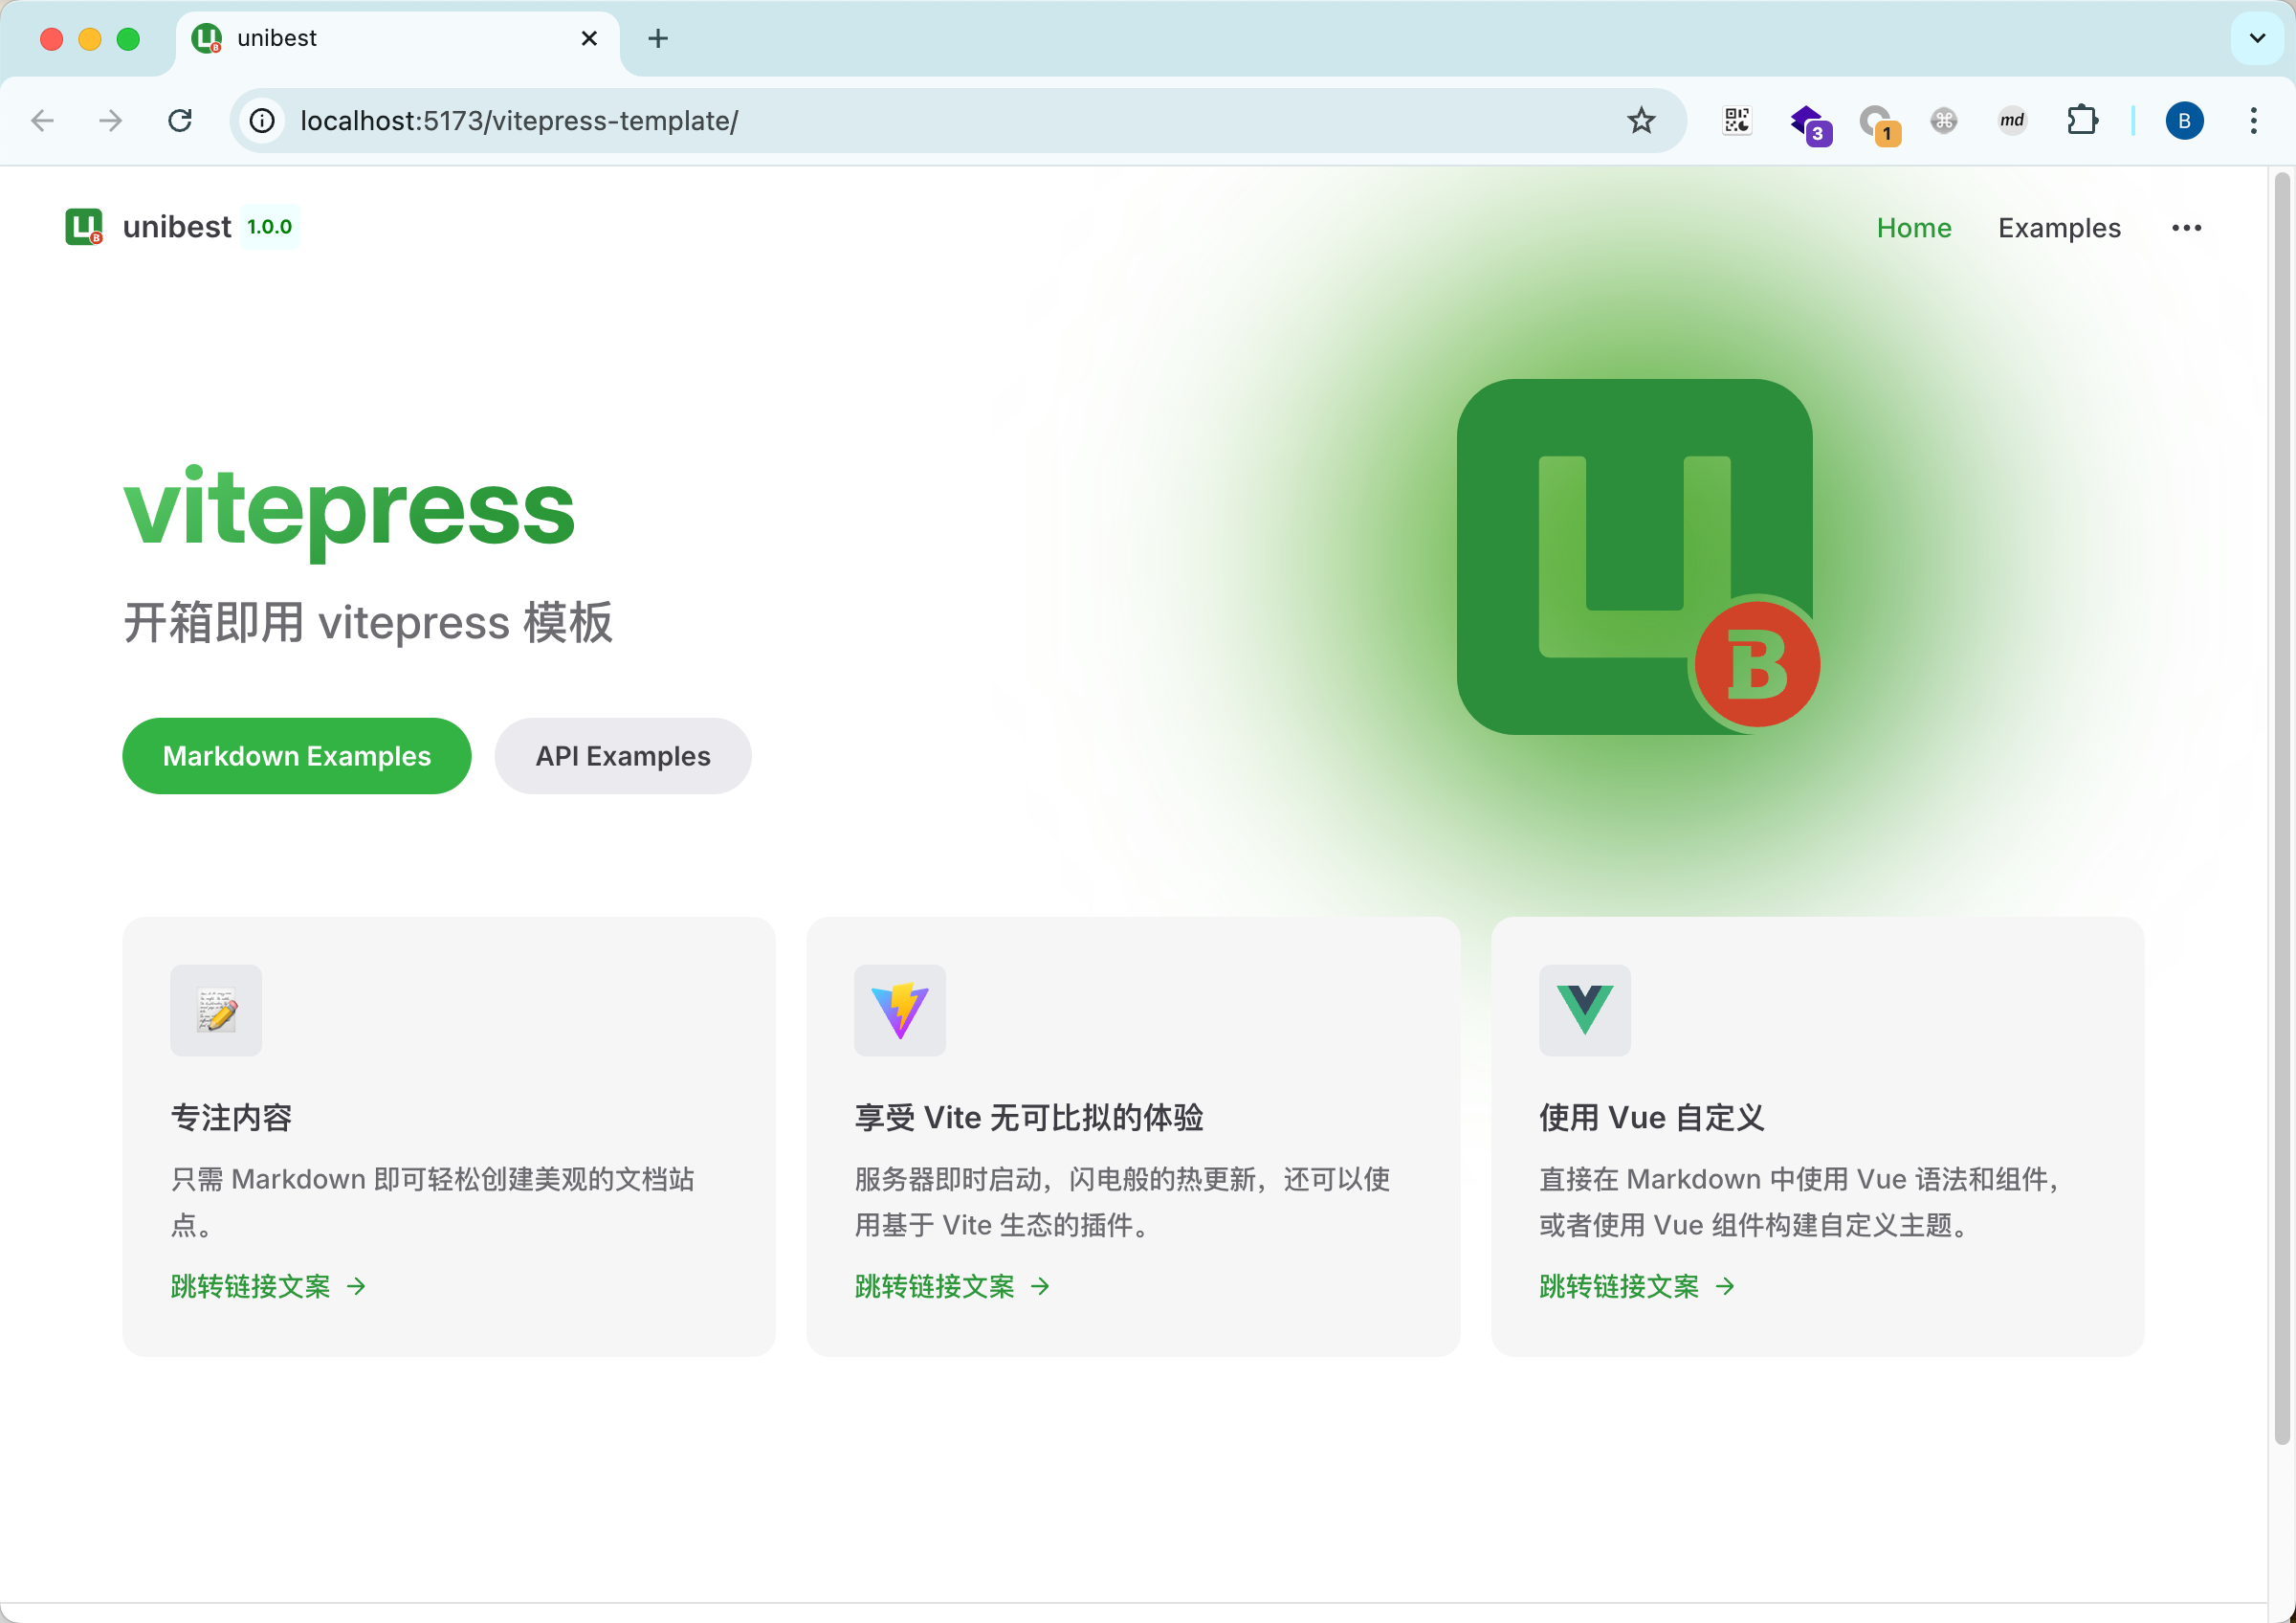 unibest
localhost:5173/vitepress-template/
3
1
md
B
unibest 1.0.0
Home Examples
vitepress
开箱即用 vitepress 模板
B
Markdown Examples API Examples
专注内容
只需 Markdown 即可轻松创建美观的文档站
点。
跳转链接文案
享受 Vite 无可比拟的体验
服务器即时启动，闪电般的热更新，还可以使
用基于 Vite 生态的插件。
跳转链接文案
使用 Vue 自定义
直接在 Markdown 中使用 Vue 语法和组件，
或者使用 Vue 组件构建自定义主题。
跳转链接文案